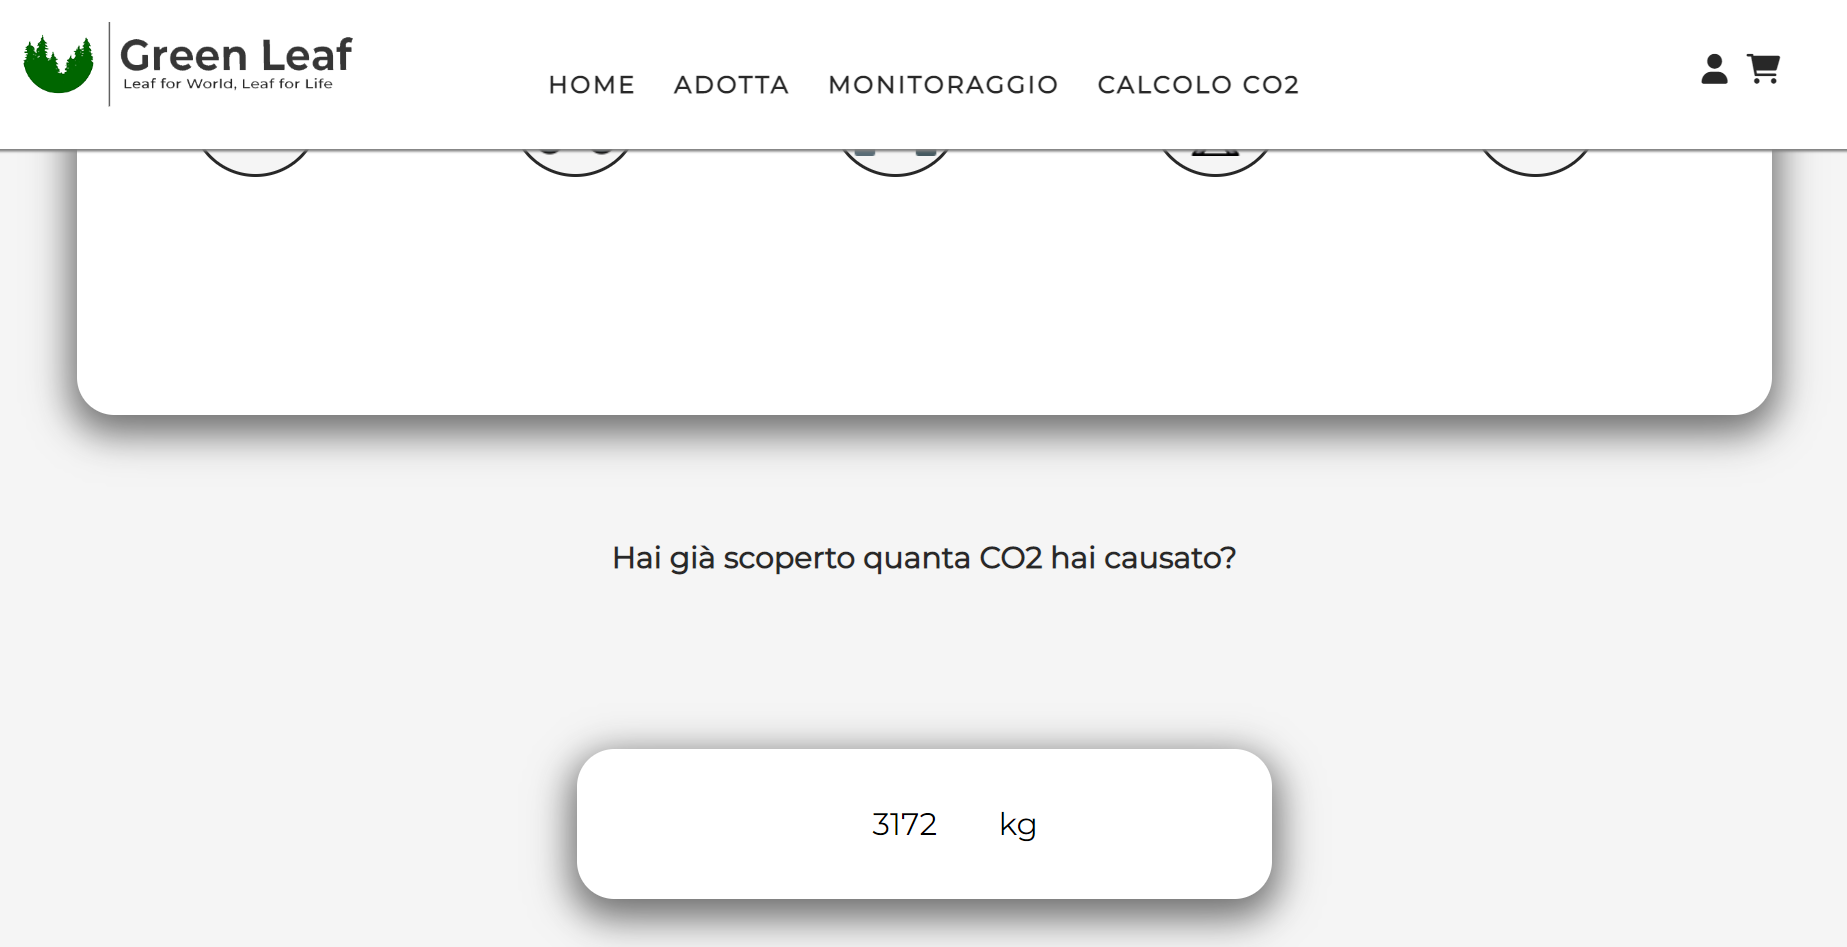 Green Leaf
Leaf for World, Leaf for Life
HOME ADOTTA MONITORAGGIO CALCOLO CO2
Hai già scoperto quanta CO2 hai causato?
3172 kg